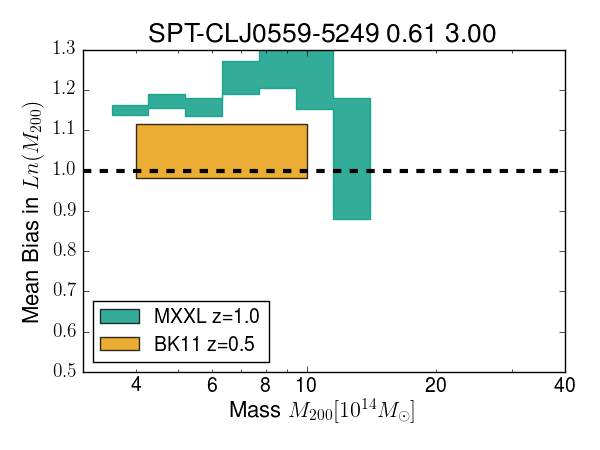 SPT-CLJ0559-5249 0.61 3.00
1.3
1.2
1.1
1.0
0.9
0.8
0.7
0.6
0.5
Mean Bias in Ln(M₂₀₀)
MXXL z=1.0
BK11 z=0.5
4 6 8 10 20 40
Mass M₂₀₀[10¹⁴M☉]